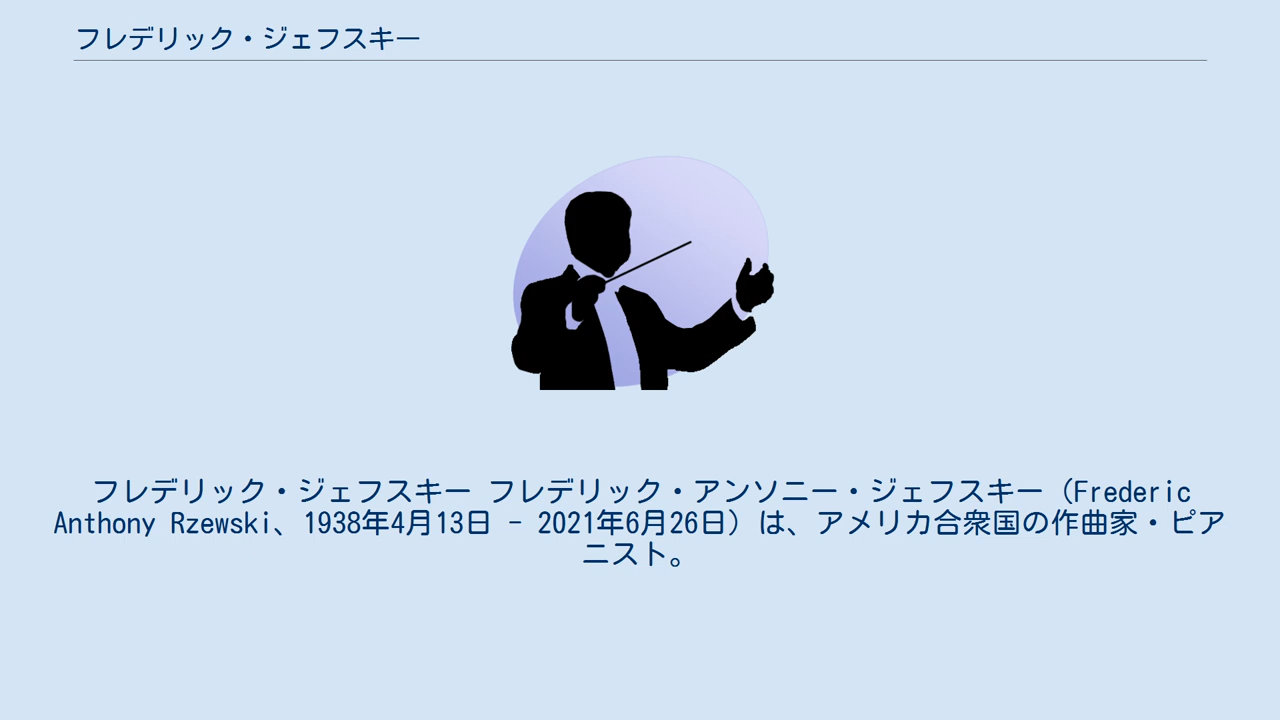 フレデリック・ジェフスキー
フレデリック・ジェフスキー フレデリック・アンソニー・ジェフスキー（Frederic
Anthony Rzewski、1938年4月13日 - 2021年6月26日）は、アメリカ合衆国の作曲家・ピア
ニスト。